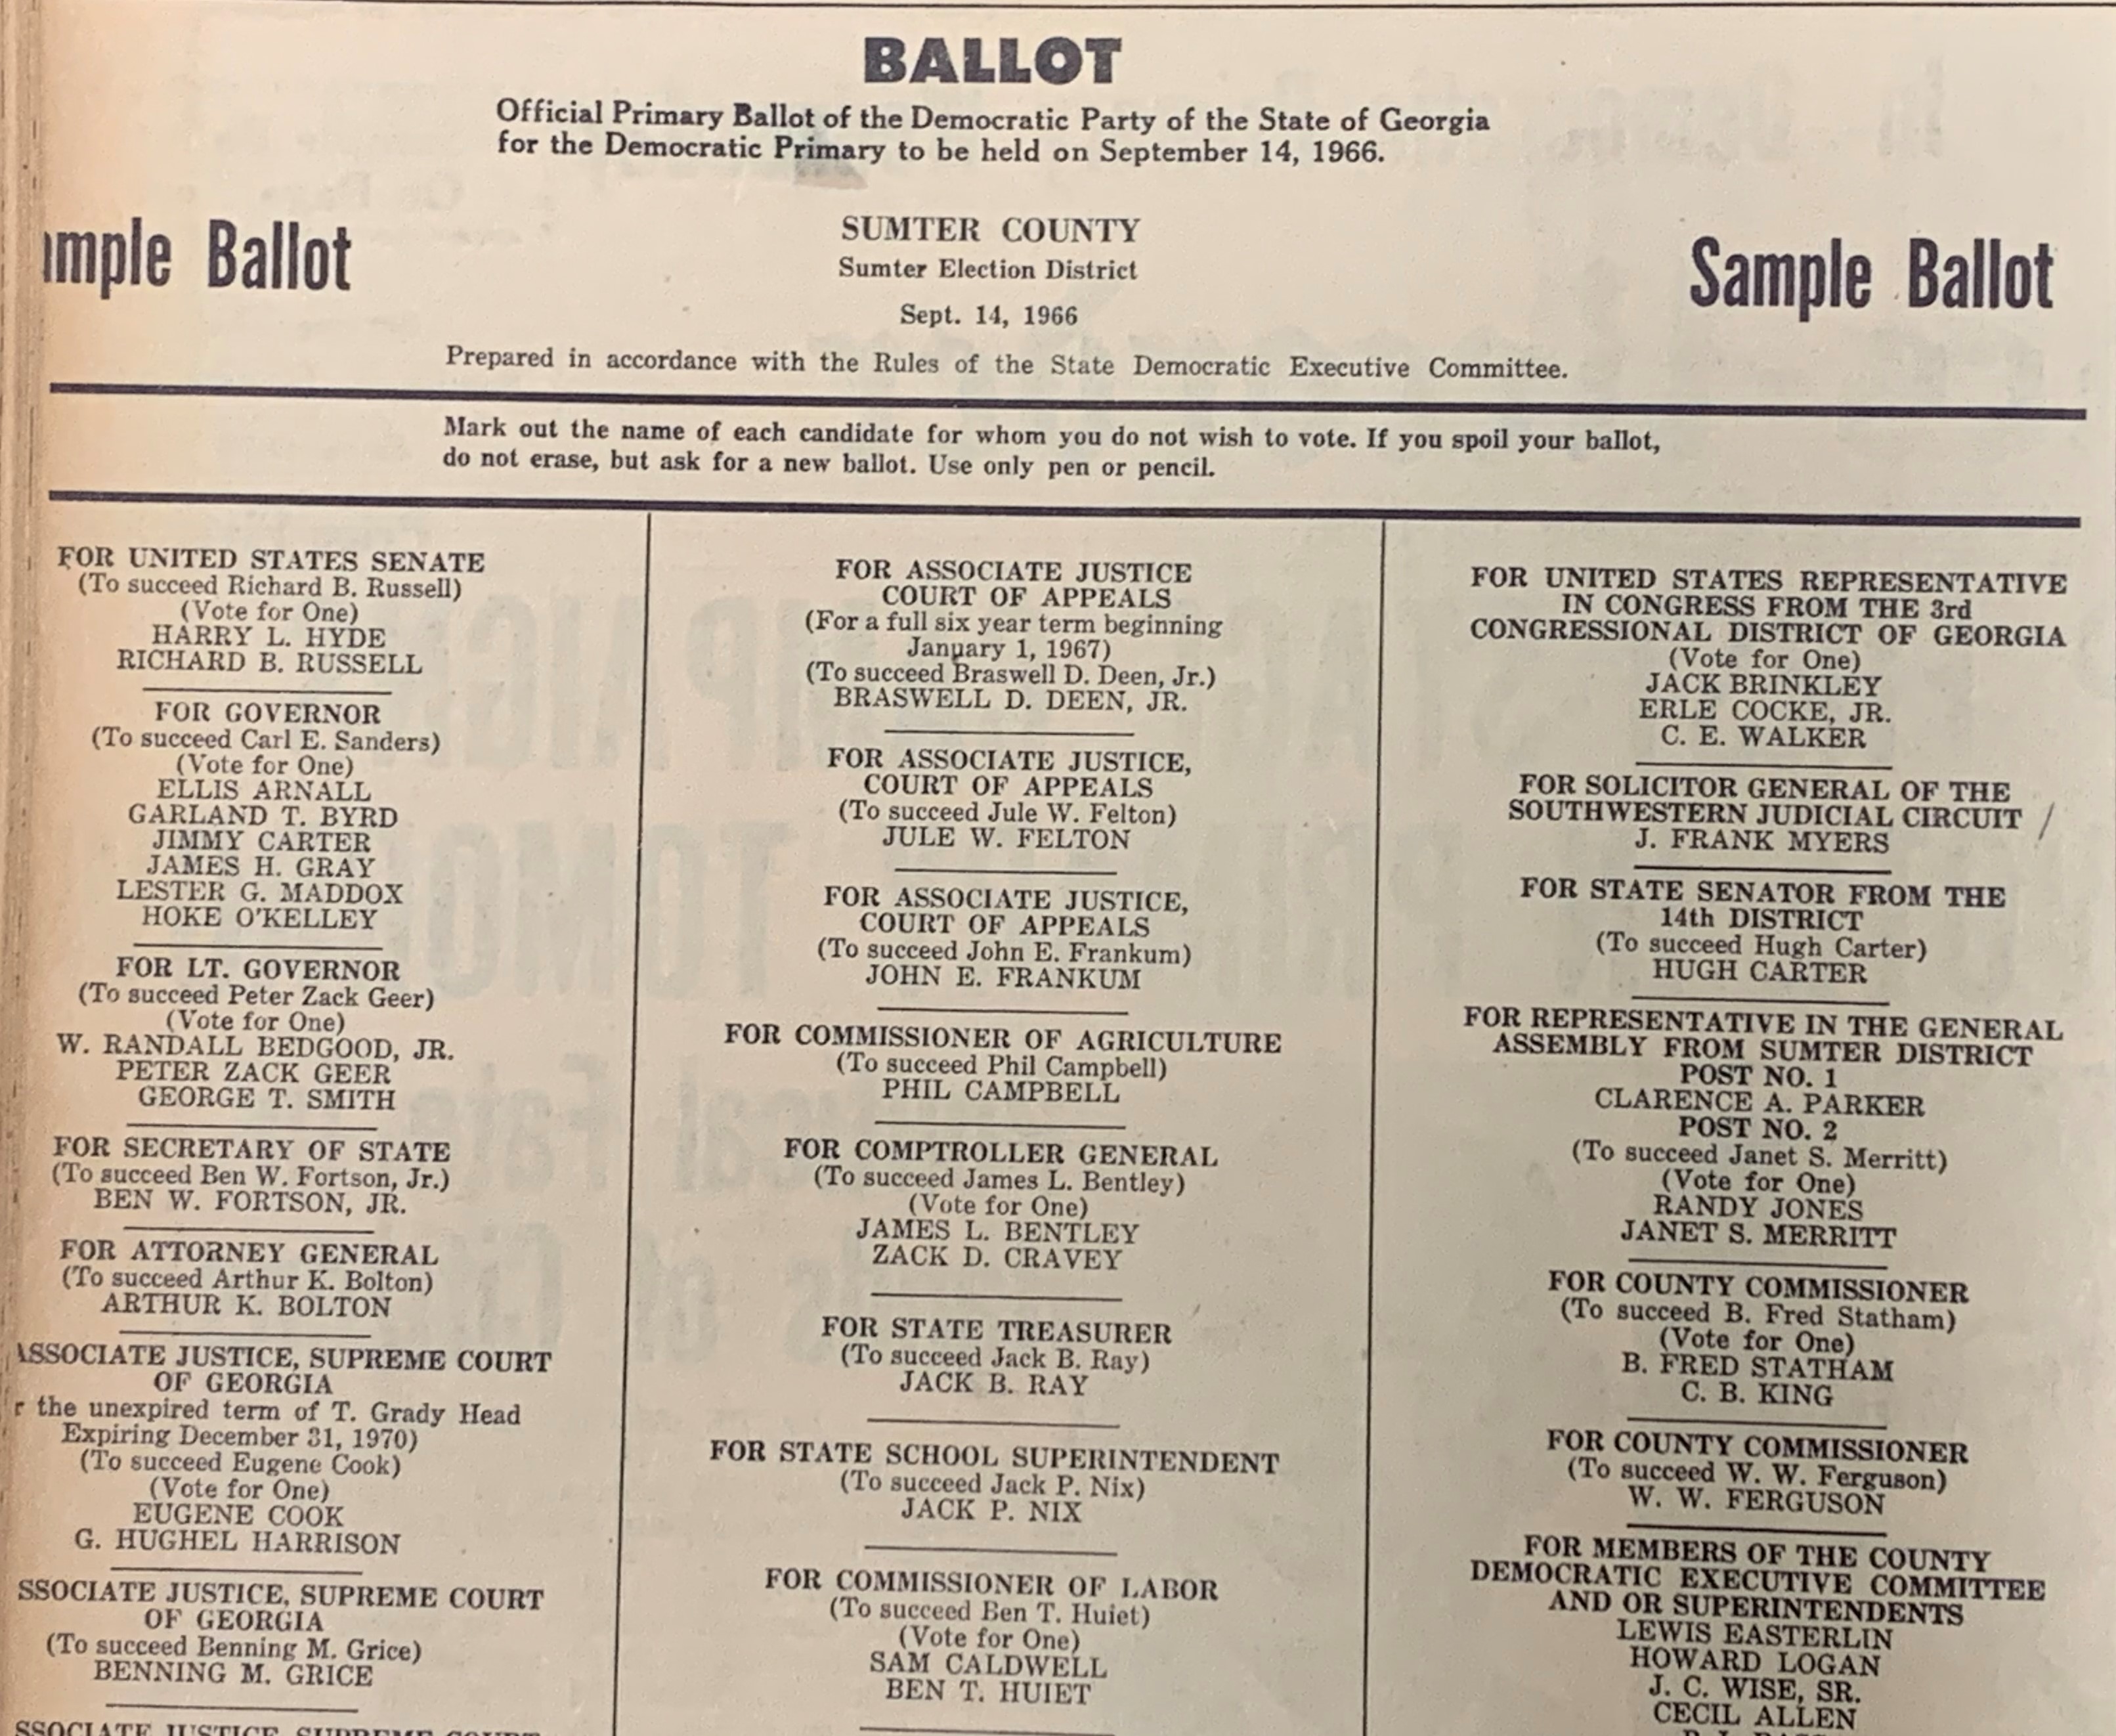 BALLOT
Official Primary Ballot of the Democratic Party of the State of Georgia
for the Democratic Primary to be held on September 14, 1966.
mple Ballot
SUMTER COUNTY
Sumter Election District
Sept. 14, 1966
Sample Ballot
Prepared in accordance with the Rules of the State Democratic Executive Committee.
Mark out the name of each candidate for whom you do not wish to vote. If you spoil your ballot,
do not erase, but ask for a new ballot. Use only pen or pencil.
FOR UNITED STATES SENATE
(To succeed Richard B. Russell)
(Vote for One)
HARRY L. HYDE
RICHARD B. RUSSELL
FOR GOVERNOR
(To succeed Carl E. Sanders)
(Vote for One)
ELLIS ARNALL
GARLAND T. BYRD
JIMMY CARTER
JAMES H. GRAY
LESTER G. MADDOX
HOKE O'KELLEY
FOR LT. GOVERNOR
(To succeed Peter Zack Geer)
(Vote for One)
W. RANDALL BEDGOOD, JR.
PETER ZACK GEER
GEORGE T. SMITH
FOR SECRETARY OF STATE
(To succeed Ben W. Fortson, Jr.)
BEN W. FORTSON, JR.
FOR ATTORNEY GENERAL
(To succeed Arthur K. Bolton)
ARTHUR K. BOLTON
ASSOCIATE JUSTICE, SUPREME COURT
OF GEORGIA
r the unexpired term of T. Grady Head
Expiring December 31, 1970)
(To succeed Eugene Cook)
(Vote for One)
EUGENE COOK
G. HUGHEL HARRISON
SSOCIATE JUSTICE, SUPREME COURT
OF GEORGIA
(To succeed Benning M. Grice)
BENNING M. GRICE
SSOCIATE JUSTICE, SUPREME COURT
FOR ASSOCIATE JUSTICE
COURT OF APPEALS
(For a full six year term beginning
January 1, 1967)
(To succeed Braswell D. Deen, Jr.)
BRASWELL D. DEEN, JR.
FOR ASSOCIATE JUSTICE,
COURT OF APPEALS
(To succeed Jule W. Felton)
JULE W. FELTON
FOR ASSOCIATE JUSTICE,
COURT OF APPEALS
(To succeed John E. Frankum)
JOHN E. FRANKUM
FOR COMMISSIONER OF AGRICULTURE
(To succeed Phil Campbell)
PHIL CAMPBELL
FOR COMPTROLLER GENERAL
(To succeed James L. Bentley)
(Vote for One)
JAMES L. BENTLEY
ZACK D. CRAVEY
FOR STATE TREASURER
(To succeed Jack B. Ray)
JACK B. RAY
FOR STATE SCHOOL SUPERINTENDENT
(To succeed Jack P. Nix)
JACK P. NIX
FOR COMMISSIONER OF LABOR
(To succeed Ben T. Huiet)
(Vote for One)
SAM CALDWELL
BEN T. HUIET
FOR UNITED STATES REPRESENTATIVE
IN CONGRESS FROM THE 3rd
CONGRESSIONAL DISTRICT OF GEORGIA
(Vote for One)
JACK BRINKLEY
ERLE COCKE, JR.
C. E. WALKER
FOR SOLICITOR GENERAL OF THE
SOUTHWESTERN JUDICIAL CIRCUIT
J. FRANK MYERS
FOR STATE SENATOR FROM THE
14th DISTRICT
(To succeed Hugh Carter)
HUGH CARTER
FOR REPRESENTATIVE IN THE GENERAL
ASSEMBLY FROM SUMTER DISTRICT
POST NO. 1
CLARENCE A. PARKER
POST NO. 2
(To succeed Janet S. Merritt)
(Vote for One)
RANDY JONES
JANET S. MERRITT
FOR COUNTY COMMISSIONER
(To succeed B. Fred Statham)
(Vote for One)
B. FRED STATHAM
C. B. KING
FOR COUNTY COMMISSIONER
(To succeed W. W. Ferguson)
W. W. FERGUSON
FOR MEMBERS OF THE COUNTY
DEMOCRATIC EXECUTIVE COMMITTEE
AND OR SUPERINTENDENTS
LEWIS EASTERLIN
HOWARD LOGAN
J. C. WISE, SR.
CECIL ALLEN